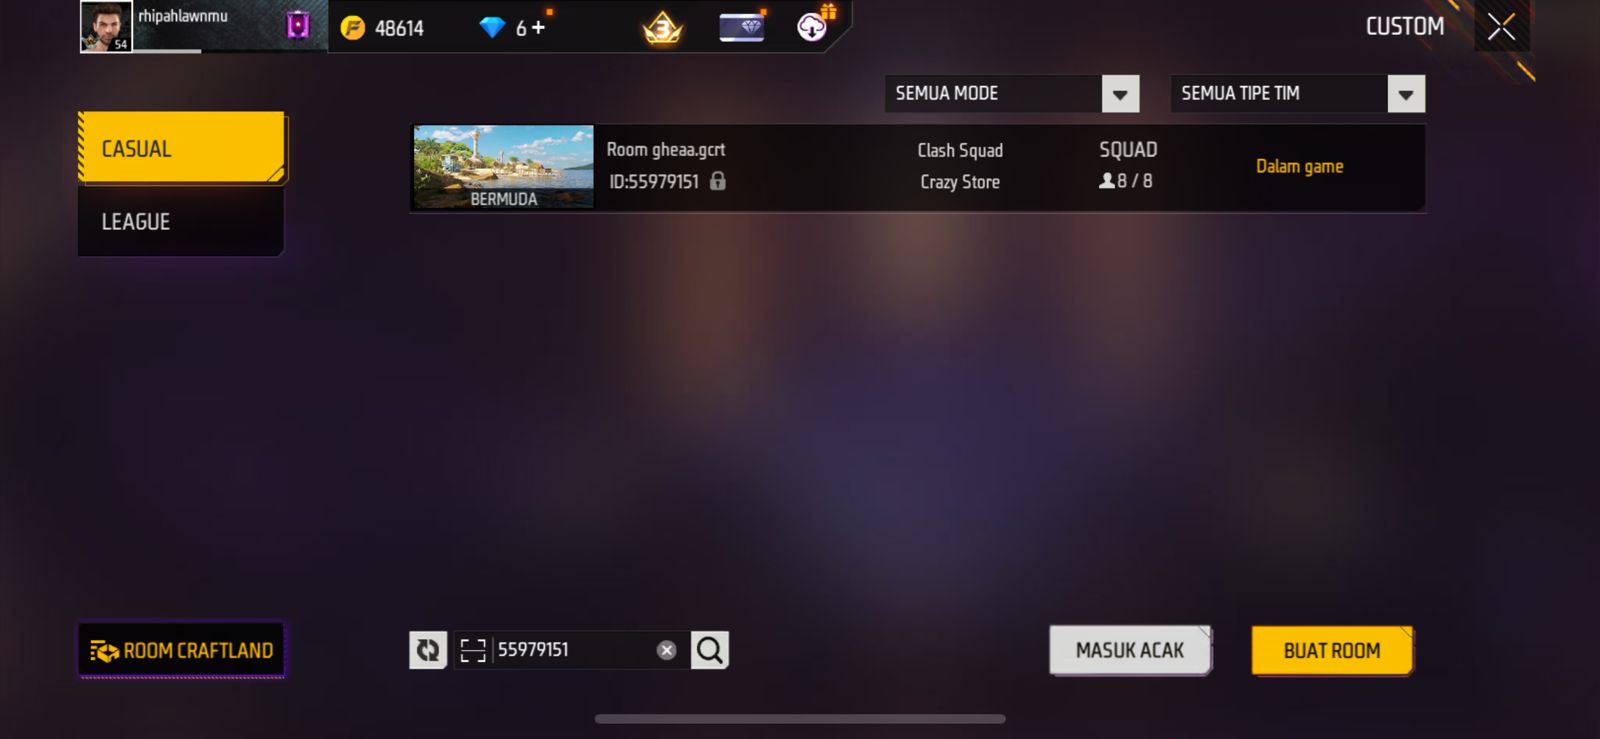 rhipahlawnmu
54
48614
6+
3
CUSTOM
SEMUA MODE
SEMUA TIPE TIM
CASUAL
LEAGUE
BERMUDA
Room gheaa.gcrt
ID:55979151
Clash Squad
Crazy Store
SQUAD
8 / 8
Dalam game
ROOM CRAFTLAND
55979151
MASUK ACAK
BUAT ROOM